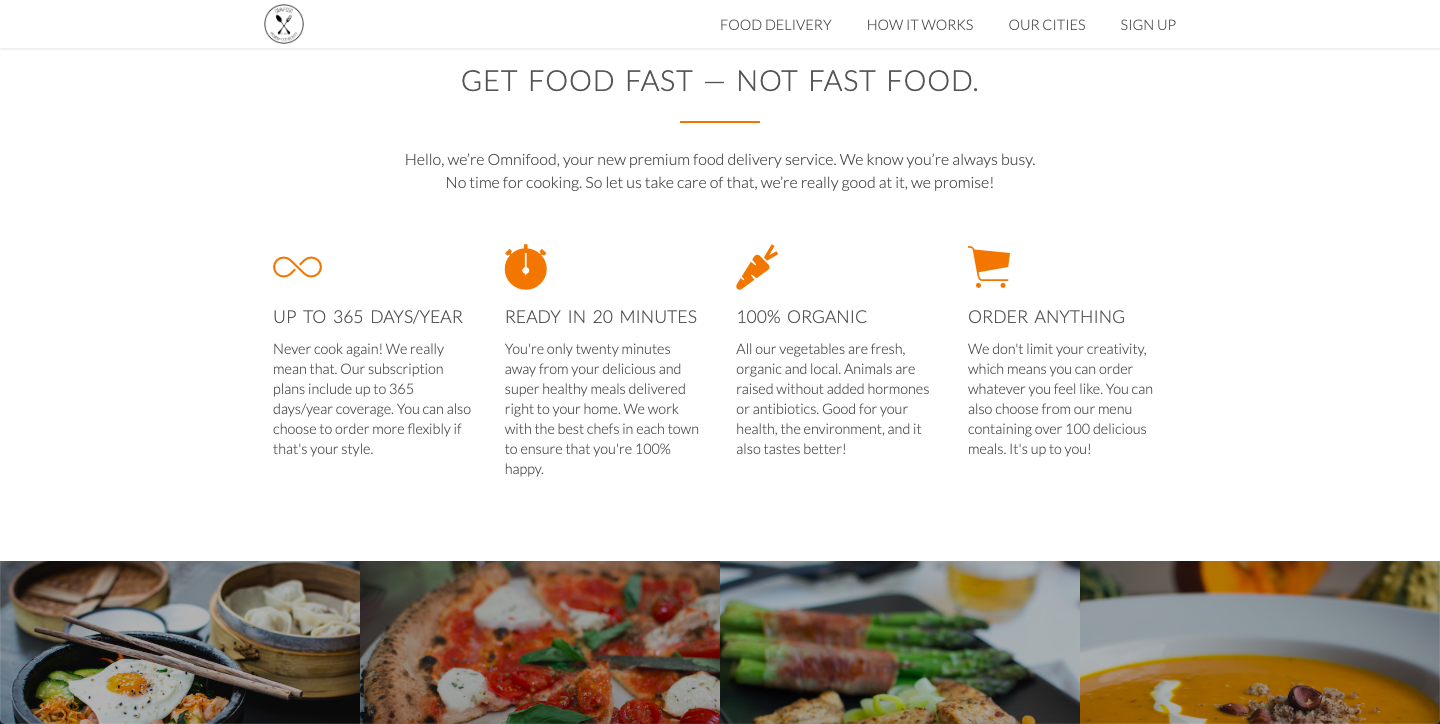 FOOD DELIVERY
HOW IT WORKS
OUR CITIES
SIGN UP
GET FOOD FAST — NOT FAST FOOD.
Hello, we’re Omnifood, your new premium food delivery service. We know you’re always busy.
No time for cooking. So let us take care of that, we’re really good at it, we promise!
UP TO 365 DAYS/YEAR
Never cook again! We really
mean that. Our subscription
plans include up to 365
days/year coverage. You can also
choose to order more flexibly if
that's your style.
READY IN 20 MINUTES
You're only twenty minutes
away from your delicious and
super healthy meals delivered
right to your home. We work
with the best chefs in each town
to ensure that you're 100%
happy.
100% ORGANIC
All our vegetables are fresh,
organic and local. Animals are
raised without added hormones
or antibiotics. Good for your
health, the environment, and it
also tastes better!
ORDER ANYTHING
We don't limit your creativity,
which means you can order
whatever you feel like. You can
also choose from our menu
containing over 100 delicious
meals. It's up to you!